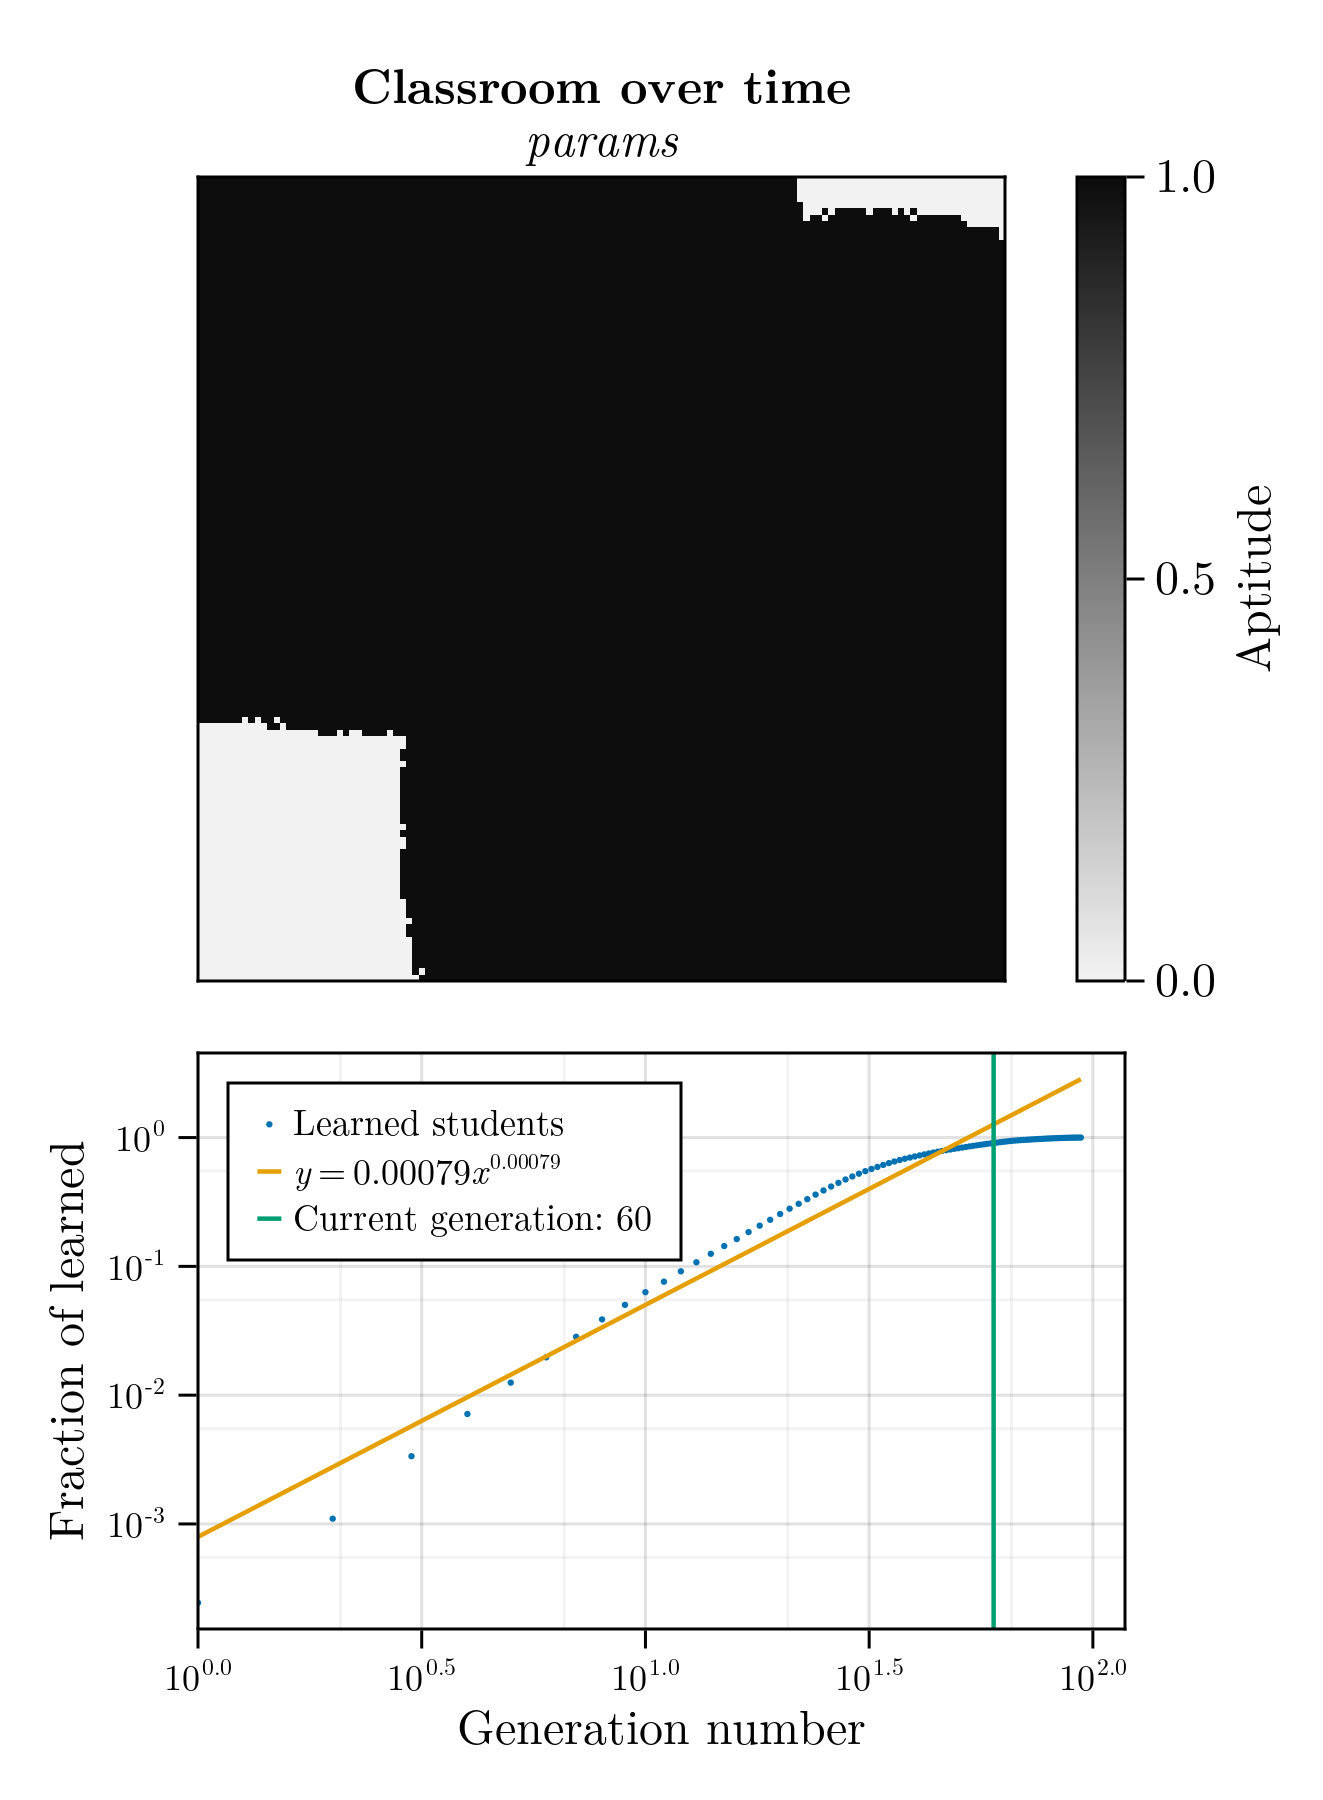 Classroom over time
params
1.0
0.5
0.0
Aptitude
Learned students
y = 0.00079x^0.00079
Current generation: 60
10^0
10^-1
10^-2
10^-3
Fraction of learned
10^0.0 10^0.5 10^1.0 10^1.5 10^2.0
Generation number